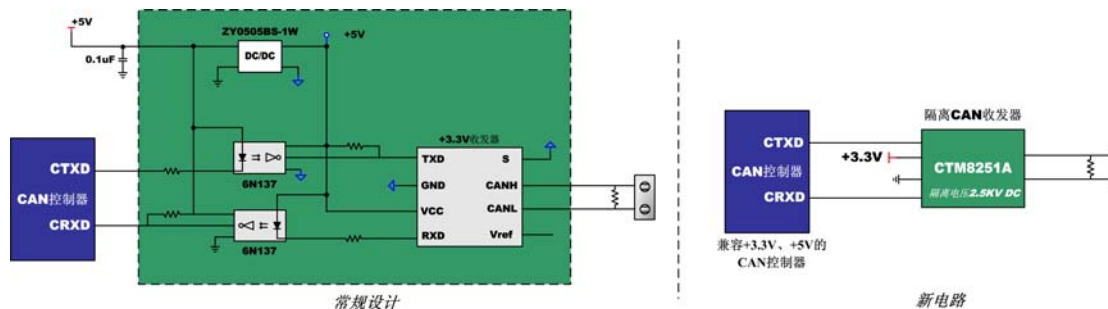 +5V
ZY0505BS-1W
+5V
0.1uF
DC/DC
+3.3V收发器
CTXD
CAN控制器
CRXD
6N137
6N137
TXD
S
GND
CANH
VCC
CANL
RXD
Vref
常规设计
隔离CAN收发器
CTXD
+3.3V
CAN控制器
CTM8251A
CRXD
隔离电压2.5KV DC
兼容+3.3V、+5V的
CAN控制器
新电路